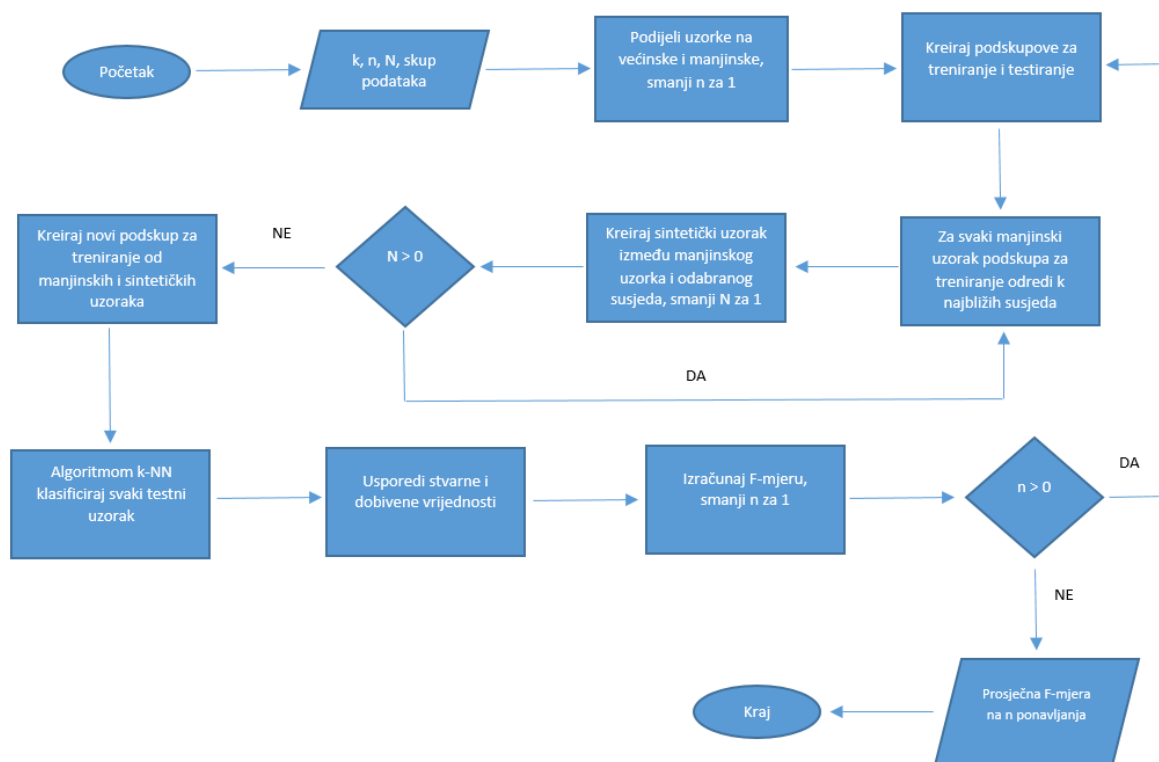 Početak
k, n, N, skup
podataka
Podijeli uzorke na
većinske i manjinske,
smanji n za 1
Kreiraj podskupove za
treniranje i testiranje
Za svaki manjinski
uzorak podskupa za
treniranje odredi k
najbližih susjeda
Kreiraj sintetički uzorak
između manjinskog
uzorka i odabranog
susjeda, smanji N za 1
N > 0
NE
DA
Kreiraj novi podskup za
treniranje od
manjinskih i sintetičkih
uzoraka
Algoritmom k-NN
klasificiraj svaki testni
uzorak
Usporedi stvarne i
dobivene vrijednosti
Izračunaj F-mjeru,
smanji n za 1
n > 0
DA
NE
Prosječna F-mjera
na n ponavljanja
Kraj